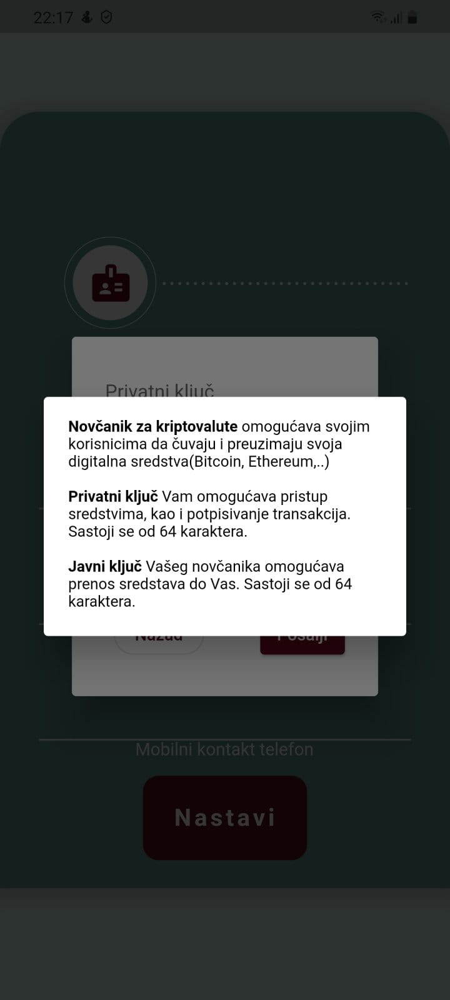 22:17
Privatni ključ
Novčanik za kriptovalute omogućava svojim
korisnicima da čuvaju i preuzimaju svoja
digitalna sredstva(Bitcoin, Ethereum,..)
Privatni ključ Vam omogućava pristup
sredstvima, kao i potpisivanje transakcija.
Sastoji se od 64 karaktera.
Javni ključ Vašeg novčanika omogućava
prenos sredstava do Vas. Sastoji se od 64
karaktera.
Nazad Pošalji
Mobilni kontakt telefon
Nastavi